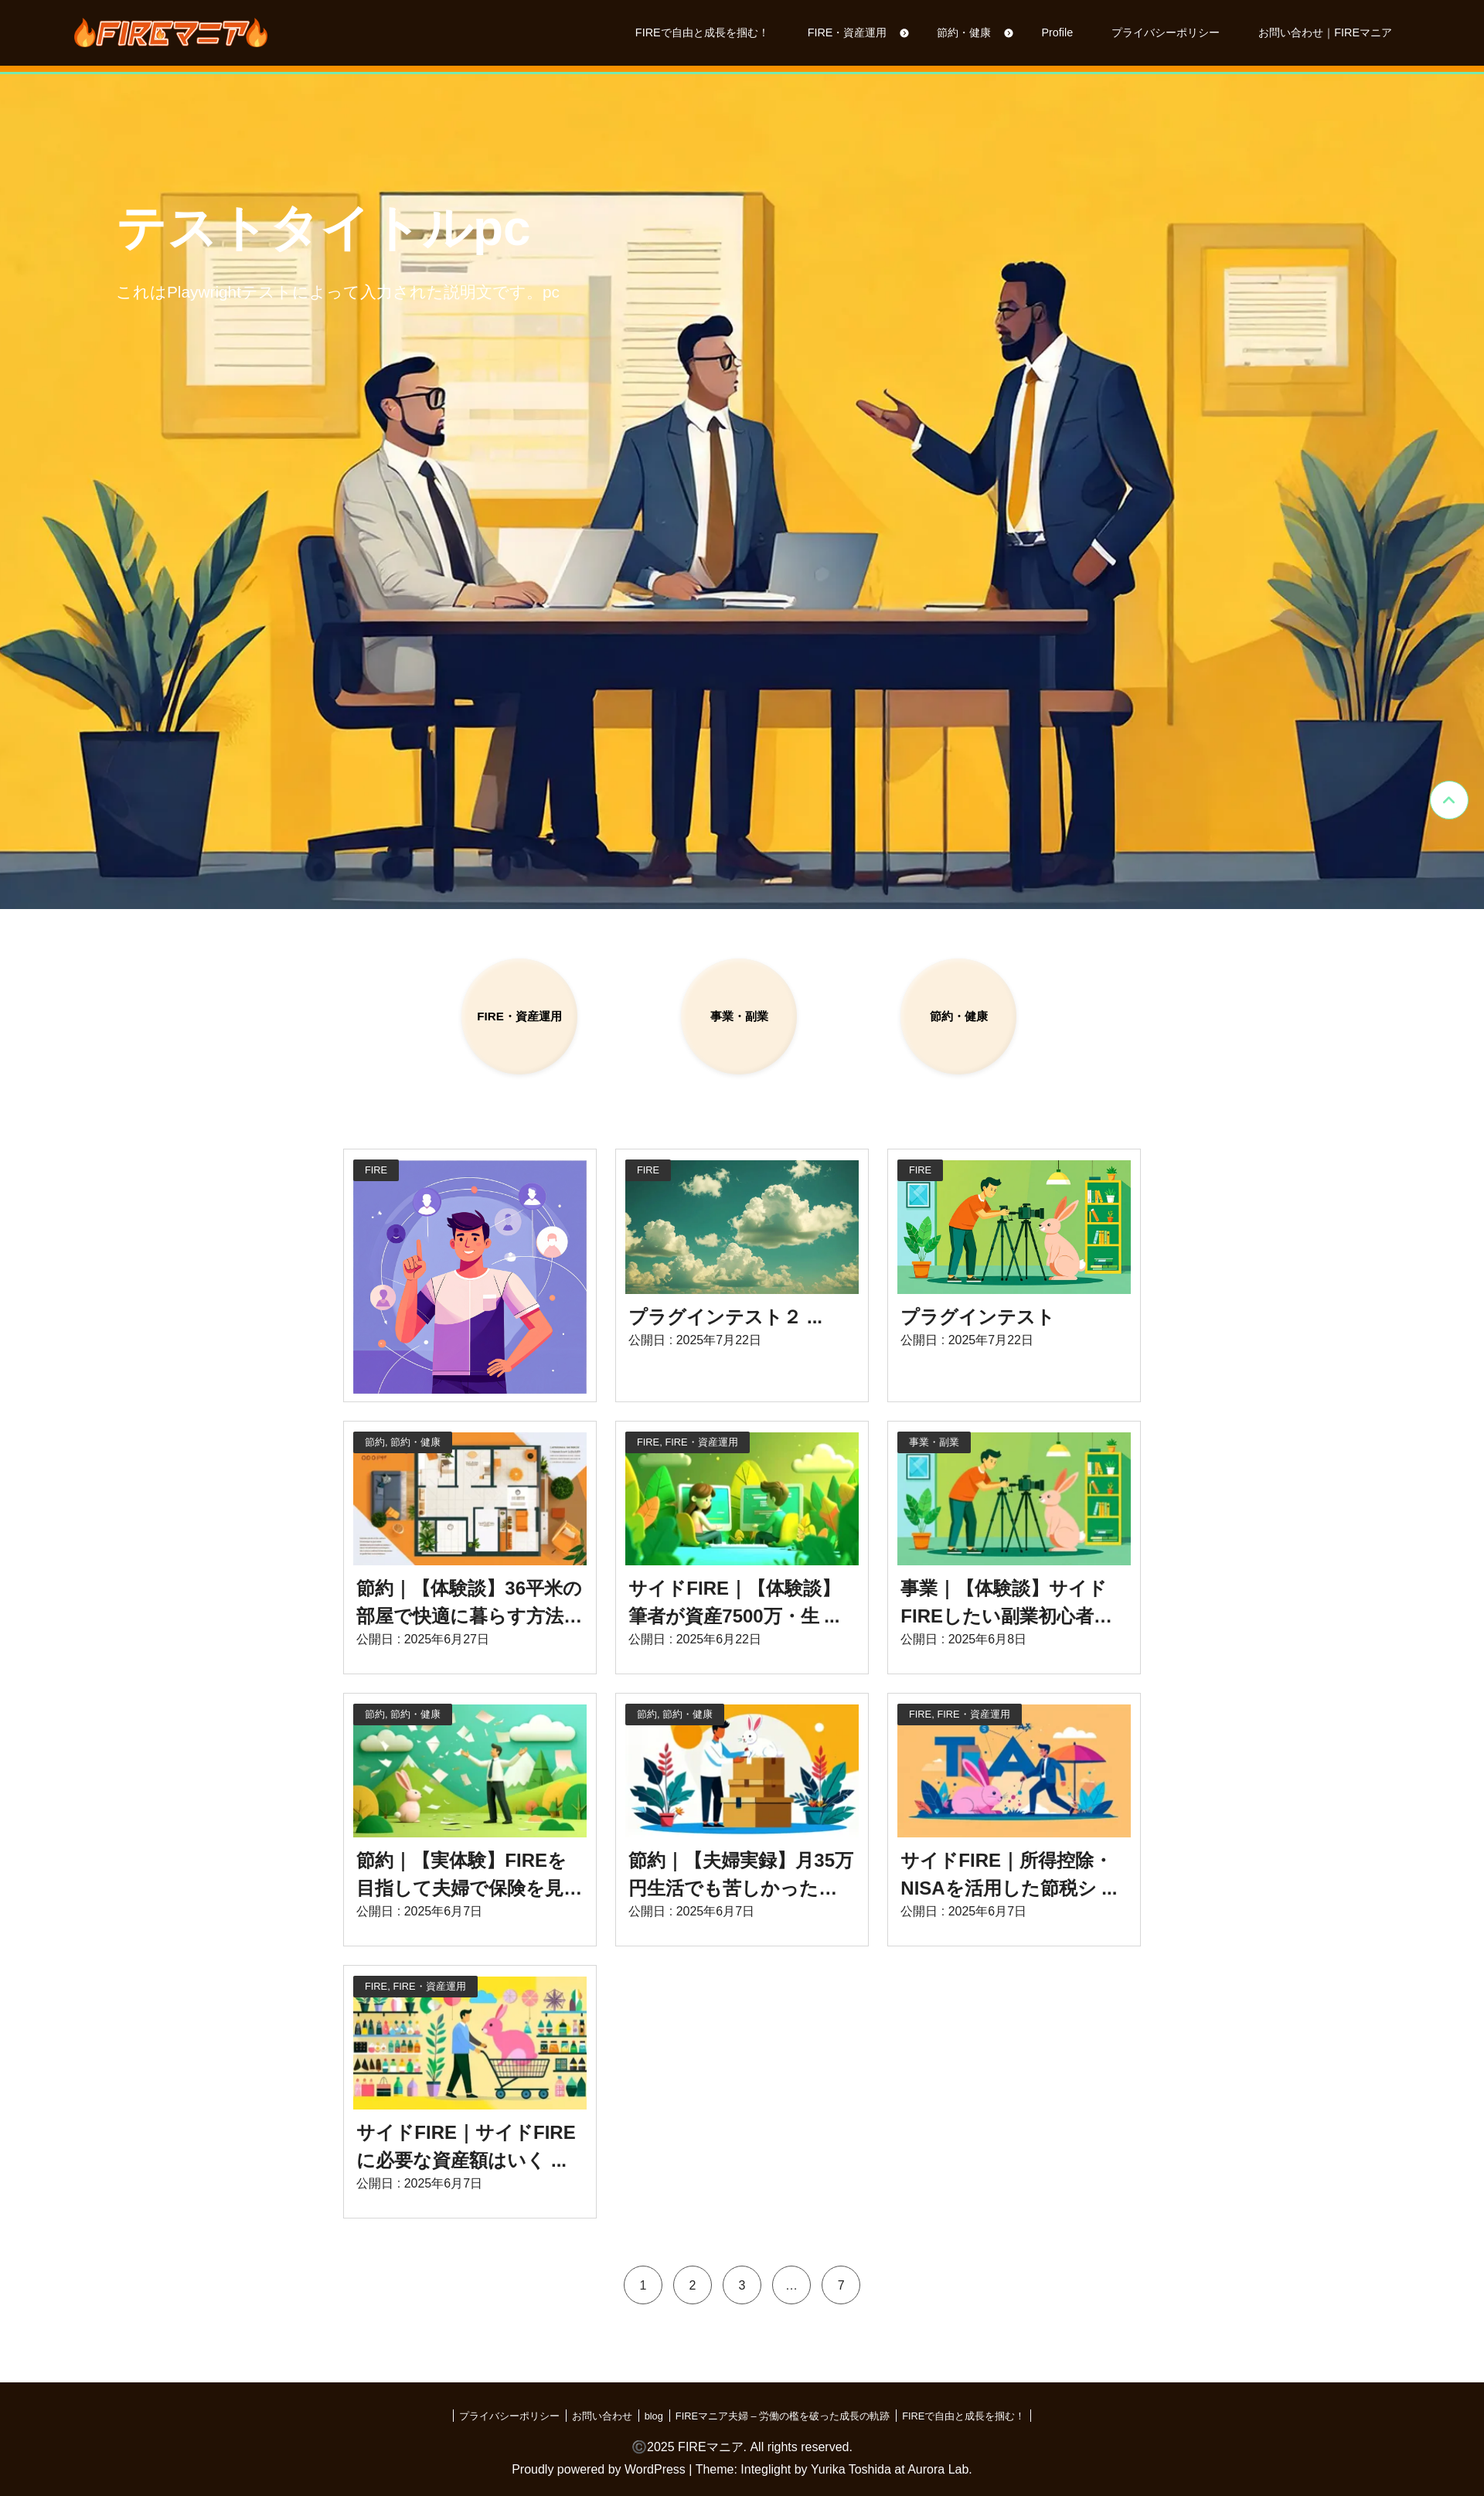 FIREマニア
FIREで自由と成長を掴む！
FIRE・資産運用
節約・健康
Profile
プライバシーポリシー
お問い合わせ｜FIREマニア
テストタイトルpc
これはPlaywrightテストによって入力された説明文です。pc
FIRE・資産運用
事業・副業
節約・健康
FIRE
FIRE
プラグインテスト２ ...
公開日 : 2025年7月22日
FIRE
プラグインテスト
公開日 : 2025年7月22日
節約, 節約・健康
節約｜【体験談】36平米の
部屋で快適に暮らす方法...
公開日 : 2025年6月27日
FIRE, FIRE・資産運用
サイドFIRE｜【体験談】
筆者が資産7500万・生 ...
公開日 : 2025年6月22日
事業・副業
事業｜【体験談】サイド
FIREしたい副業初心者...
公開日 : 2025年6月8日
節約, 節約・健康
節約｜【実体験】FIREを
目指して夫婦で保険を見...
公開日 : 2025年6月7日
節約, 節約・健康
節約｜【夫婦実録】月35万
円生活でも苦しかった...
公開日 : 2025年6月7日
FIRE, FIRE・資産運用
TA
サイドFIRE｜所得控除・
NISAを活用した節税シ ...
公開日 : 2025年6月7日
FIRE, FIRE・資産運用
サイドFIRE｜サイドFIRE
に必要な資産額はいく ...
公開日 : 2025年6月7日
1
2
3
…
7
プライバシーポリシー
お問い合わせ
blog
FIREマニア夫婦 – 労働の檻を破った成長の軌跡
FIREで自由と成長を掴む！
©2025 FIREマニア. All rights reserved.
Proudly powered by WordPress | Theme: Integlight by Yurika Toshida at Aurora Lab.